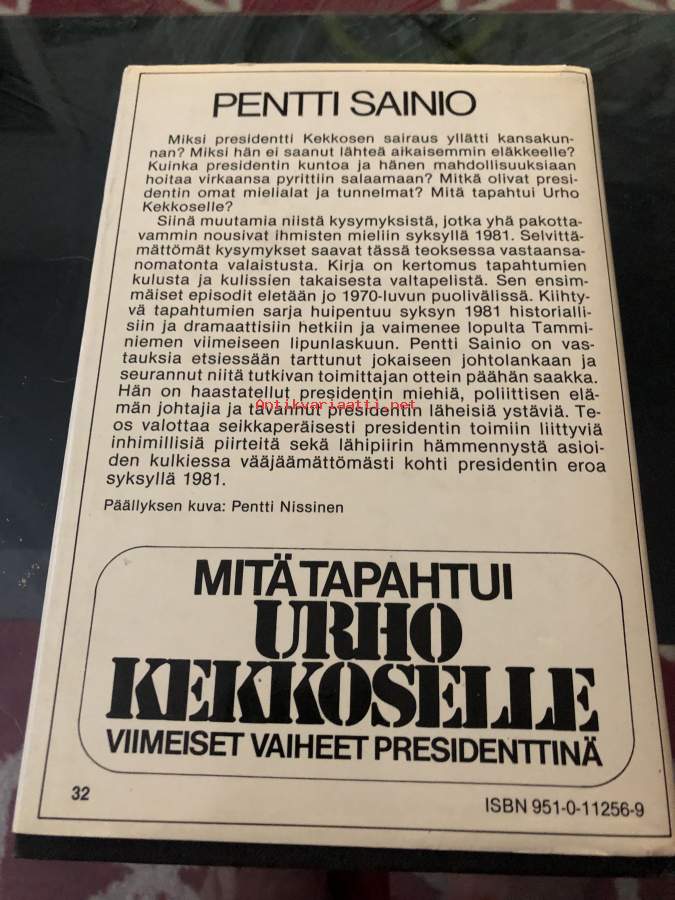 PENTTI SAINIO
Miksi presidentti Kekkosen sairaus yllätti kansakun-
nan? Miksi hän ei saanut lähteä aikaisemmin eläkkeelle?
Kuinka presidentin kuntoa ja hänen mahdollisuuksiaan
hoitaa virkaansa pyrittiin salaamaan? Mitkä olivat presi-
dentin omat mielialat ja tunnelmat? Mitä tapahtui Urho
Kekkoselle?
Siinä muutamia niistä kysymyksistä, jotka yhä pakotta-
vammin nousivat ihmisten mieliin syksyllä 1981. Selvittä-
mättömät kysymykset saavat tässä teoksessa vastaansa-
nomatonta valaistusta. Kirja on kertomus tapahtumien
kulusta ja kulissien takaisesta valtapelistä. Sen ensim-
mäiset episodit eletään jo 1970-luvun puolivälissä. Kiihty-
vä tapahtumien sarja huipentuu syksyn 1981 historialli-
siin ja dramaattisiin hetkiin ja vaimenee lopulta Tammi-
niemen viimeiseen lipunlaskuun. Pentti Sainio on vas-
tauksia etsiessään tarttunut jokaiseen johtolankaan ja
seurannut niitä tutkivan toimittajan ottein päähän saakka.
Hän on haastatellut presidentin miehiä, poliittisen elä-
män johtajia ja tavannut presidentin läheisiä ystäviä. Te-
os valottaa seikkaperäisesti presidentin toimiin liittyviä
inhimillisiä piirteitä sekä lähipiirin hämmennystä asioi-
den kulkiessa vääjäämättömästi kohti presidentin eroa
syksyllä 1981.
Päällyksen kuva: Pentti Nissinen
MITÄ TAPAHTUI
URHO
KEKKOSELLE
VIIMEISET VAIHEET PRESIDENTTINÄ
32
ISBN 951-0-11256-9
Antikvariaatti.net